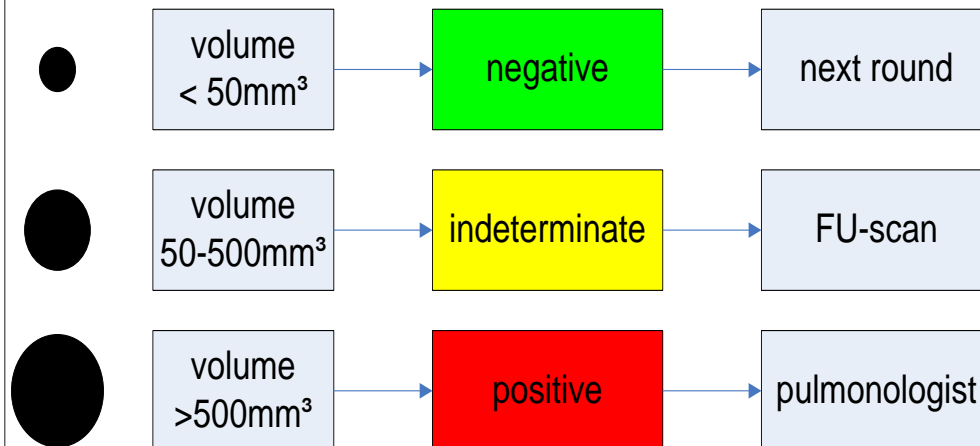 volume
< 50mm³
negative
next round
volume
50-500mm³
indeterminate
FU-scan
volume
>500mm³
positive
pulmonologist